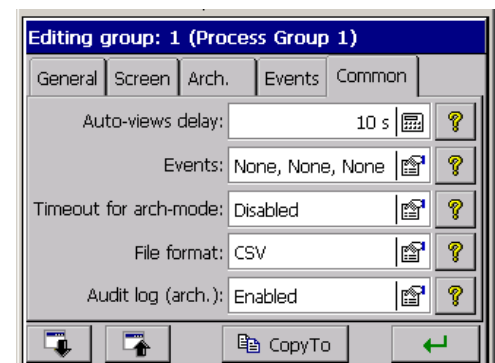 Editing group: 1 (Process Group 1)
General Screen Arch. Events Common
Auto-views delay: 10 s ?
Events: None, None, None ?
Timeout for arch-mode: Disabled ?
File format: CSV ?
Audit log (arch.): Enabled ?
CopyTo